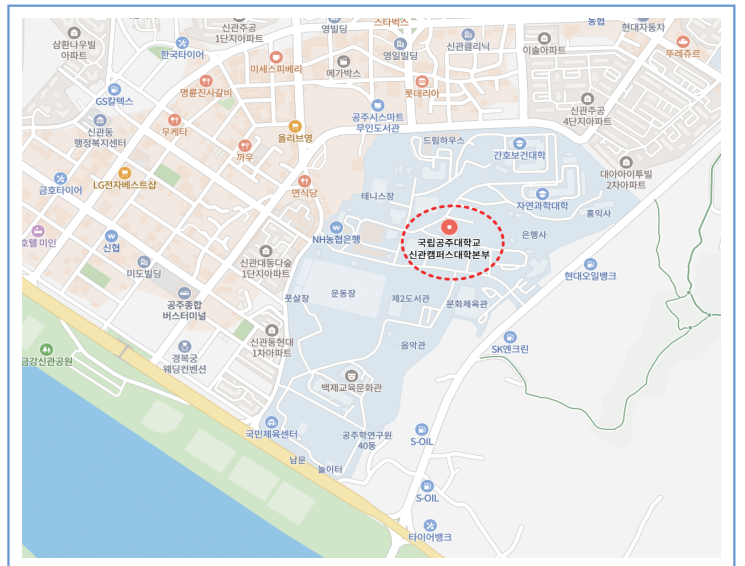 신관주공
1단지아파트
영빌딩
스타벅스
농협
현대자동차
삼환나우빌
아파트
한국타이어
미세스피베리
메가박스
영일빌딩
신관클리닉
이솔아파트
뚜레쥬르
GS칼텍스
명륜진사갈비
롯데리아
신관주공
4단지아파트
신관동
행정복지센터
우케타
올리브영
공주시스마트
무인도서관
드림하우스
간호보건대학
까우
대아아이투빌
2차아파트
금호타이어
LG전자베스트샵
면식당
테니스장
자연과학대학
홍익사
호텔 미인
신협
NH농협은행
국립공주대학교
신관캠퍼스대학본부
은행사
미도빌딩
신관대동다숲
1단지아파트
현대오일뱅크
공주종합
버스터미널
풋살장
운동장
제2도서관
문화체육관
신관동현대
1차아파트
음악관
SK엔크린
금강신관공원
경복궁
웨딩컨벤션
백제교육문화관
국민체육센터
공주학연구원
40동
S-OIL
남문
놀이터
S-OIL
타이어뱅크